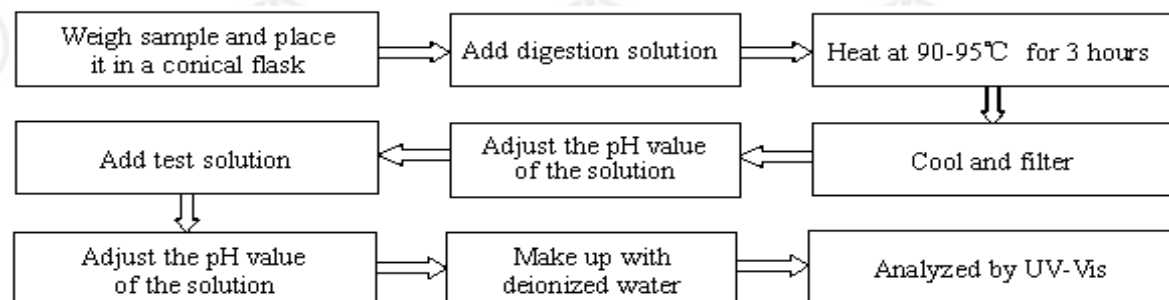 Weigh sample and place
it in a conical flask
Add digestion solution
Heat at 90-95℃ for 3 hours
Cool and filter
Adjust the pH value
of the solution
Add test solution
Adjust the pH value
of the solution
Make up with
deionized water
Analyzed by UV-Vis